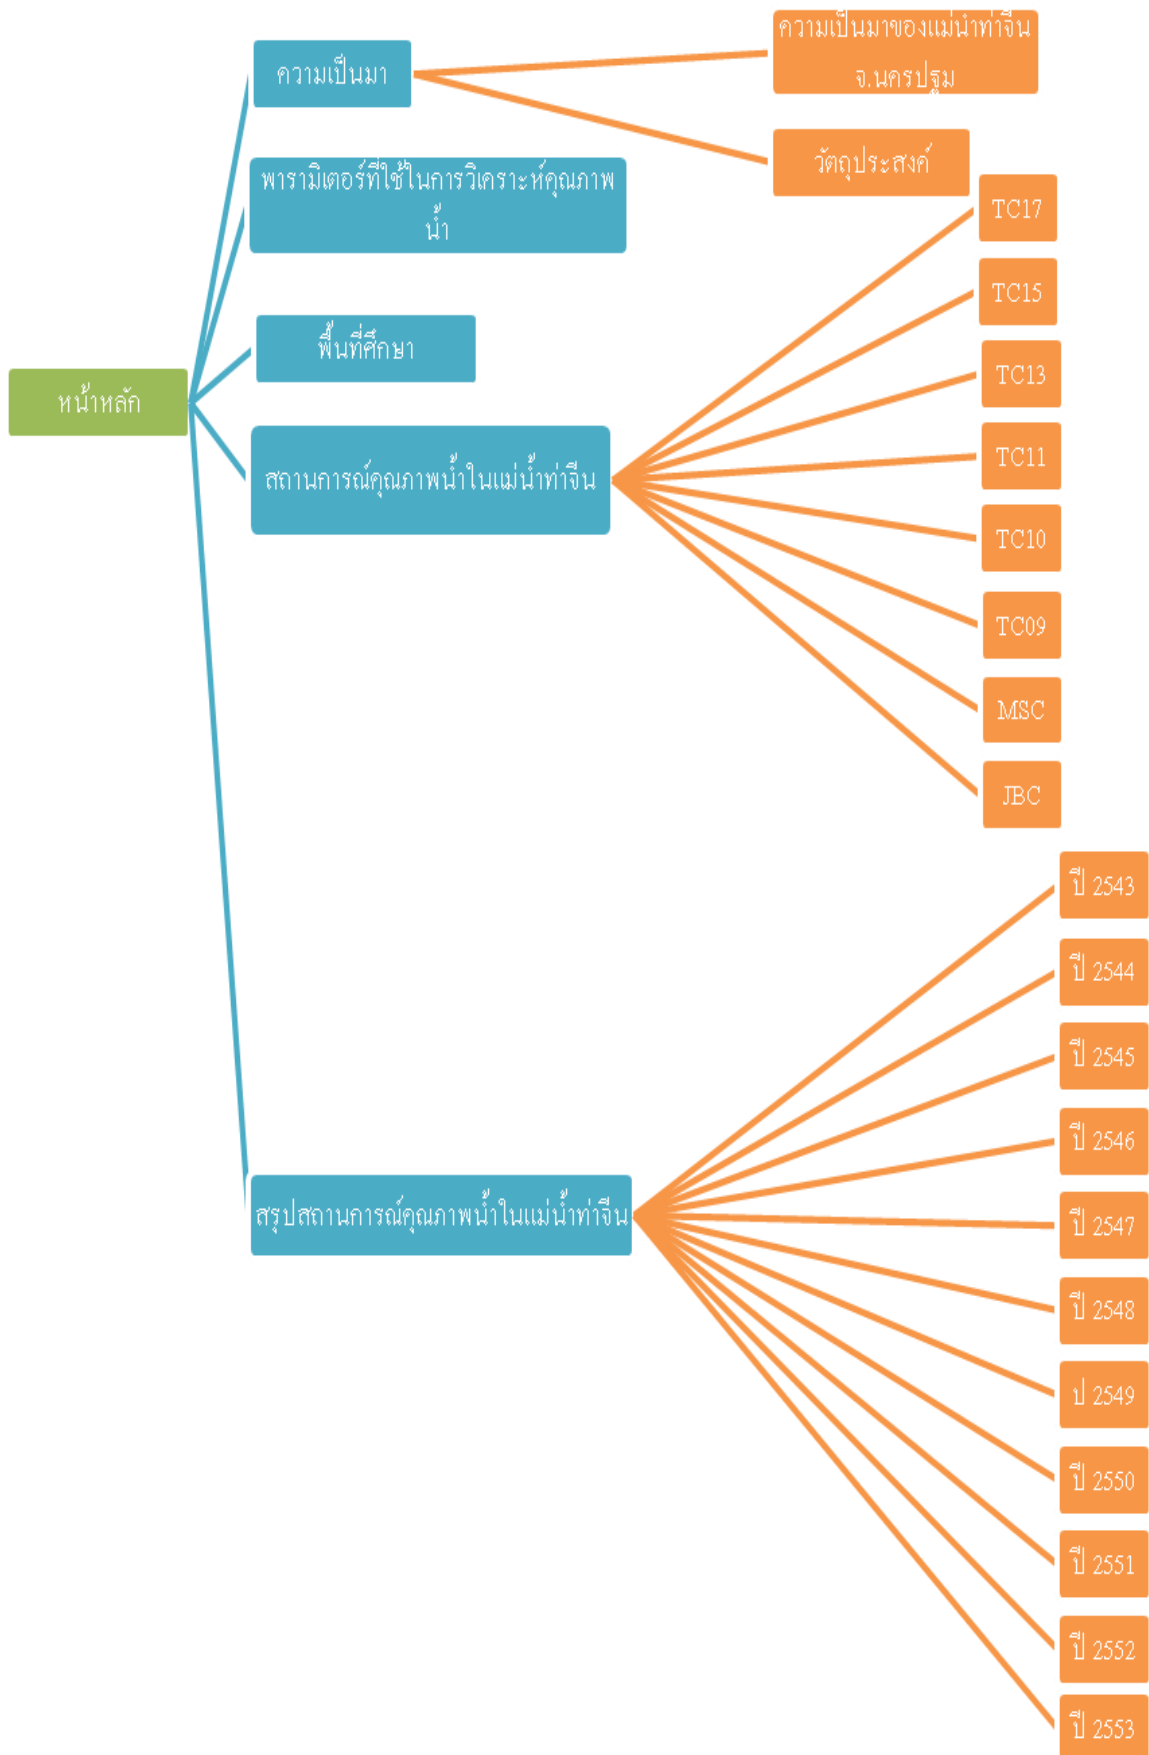 หน้าหลัก
ความเป็นมา
ความเป็นมาของแม่น้ำท่าจีน
จ.นครปฐม
วัตถุประสงค์
พารามิเตอร์ที่ใช้ในการวิเคราะห์คุณภาพ
น้ำ
พื้นที่ศึกษา
สถานการณ์คุณภาพน้ำในแม่น้ำท่าจีน
TC17
TC15
TC13
TC11
TC10
TC09
MSC
JBC
สรุปสถานการณ์คุณภาพน้ำในแม่น้ำท่าจีน
ปี 2543
ปี 2544
ปี 2545
ปี 2546
ปี 2547
ปี 2548
ป 2549
ปี 2550
ปี 2551
ปี 2552
ปี 2553